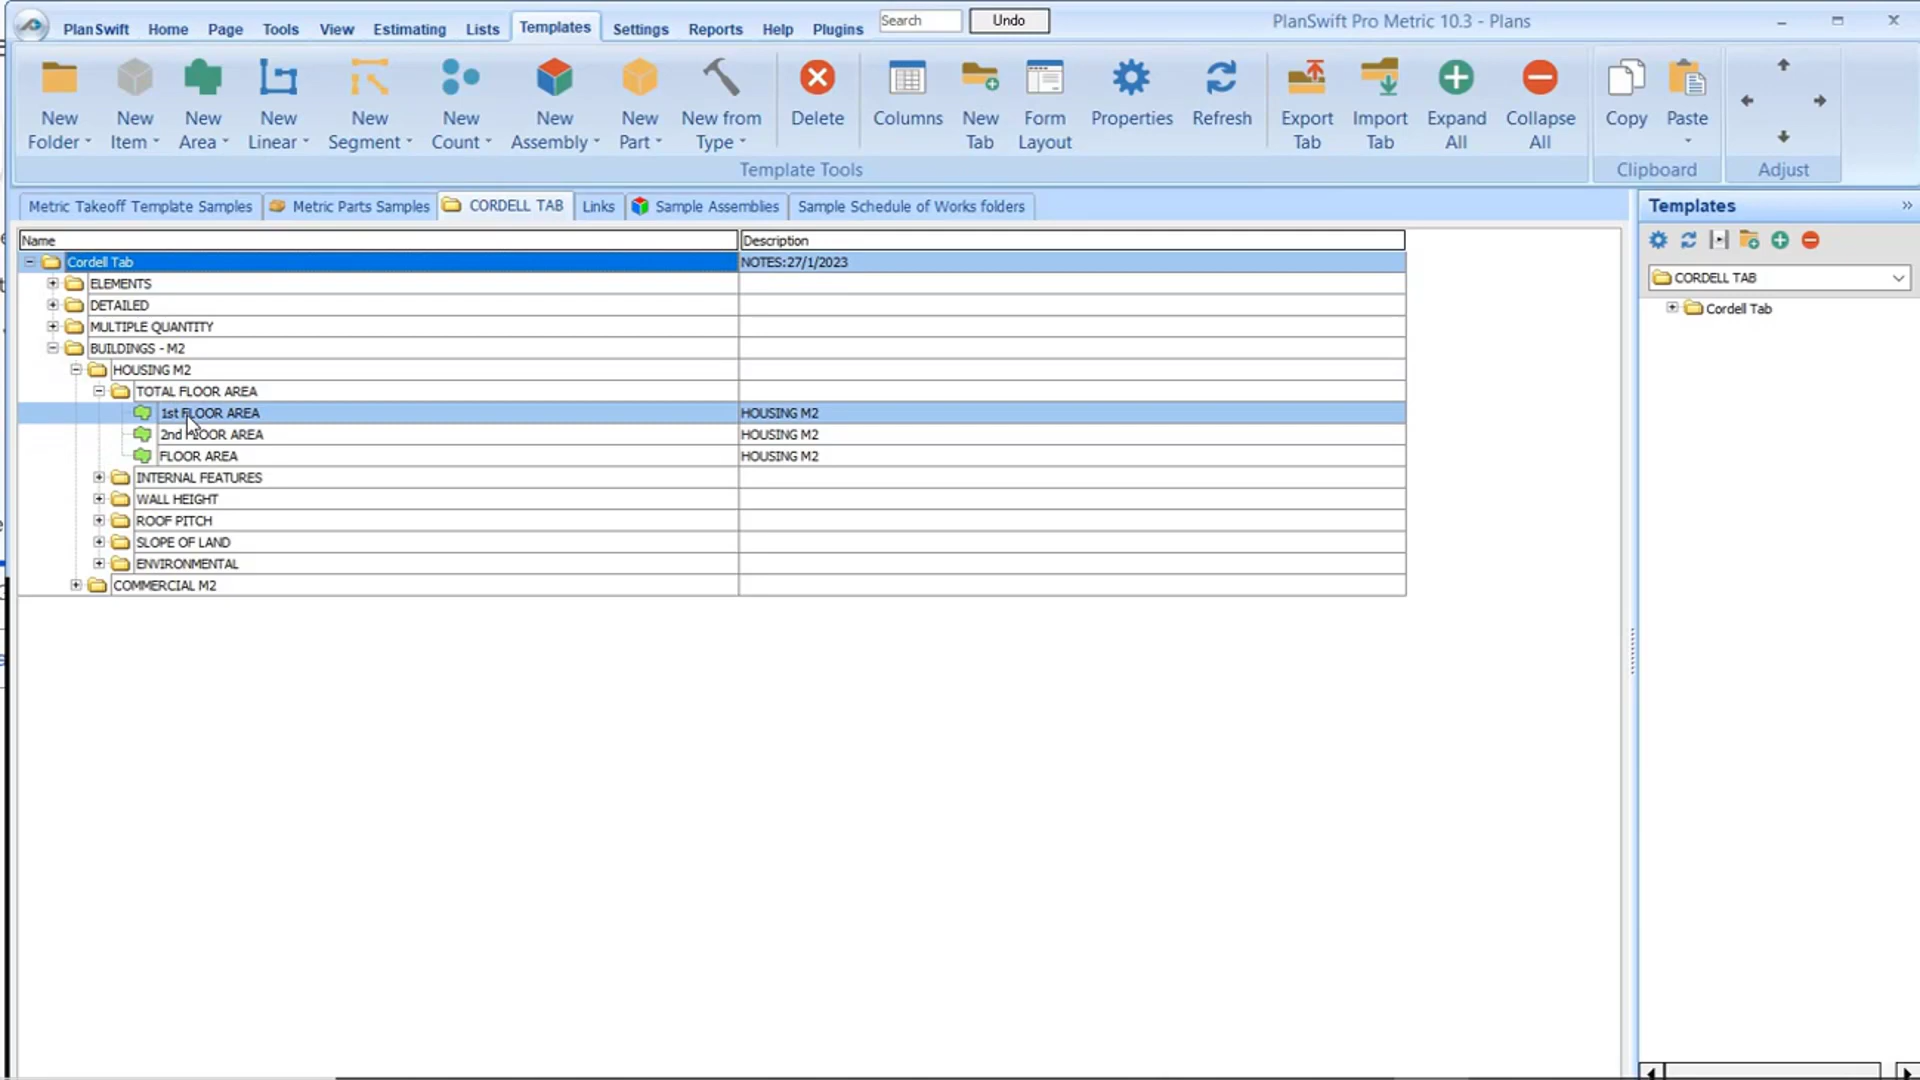 PlanSwift Home Page Tools View Estimating Lists Templates Settings Reports Help Plugins Search Undo PlanSwift Pro Metric 10.3 - Plans
New Folder
New Item
New Area
New Linear
New Segment
New Count
New Assembly
New Part
New from Type
Delete
Columns
New Tab
Form Layout
Properties
Refresh
Export Tab
Import Tab
Expand All
Collapse All
Copy
Paste
Template Tools
Clipboard
Adjust
Metric Takeoff Template Samples Metric Parts Samples CORDELL TAB Links Sample Assemblies Sample Schedule of Works folders
Name Description
Cordell Tab NOTES:27/1/2023
ELEMENTS
DETAILED
MULTIPLE QUANTITY
BUILDINGS - M2
HOUSING M2
TOTAL FLOOR AREA
1st FLOOR AREA HOUSING M2
2nd FLOOR AREA HOUSING M2
FLOOR AREA HOUSING M2
INTERNAL FEATURES
WALL HEIGHT
ROOF PITCH
SLOPE OF LAND
ENVIRONMENTAL
COMMERCIAL M2
Templates
CORDELL TAB
Cordell Tab